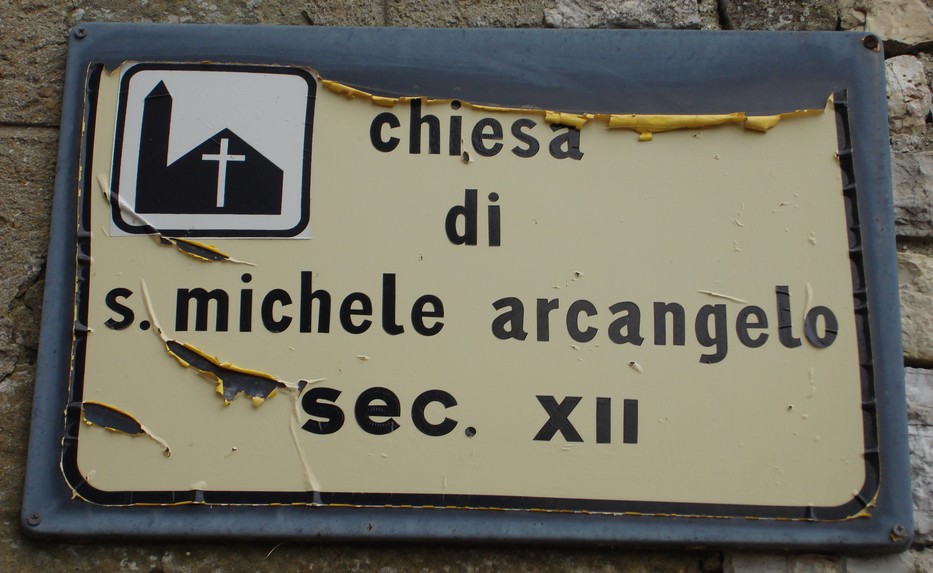 chiesa
di
s. michele arcangelo
sec. XII